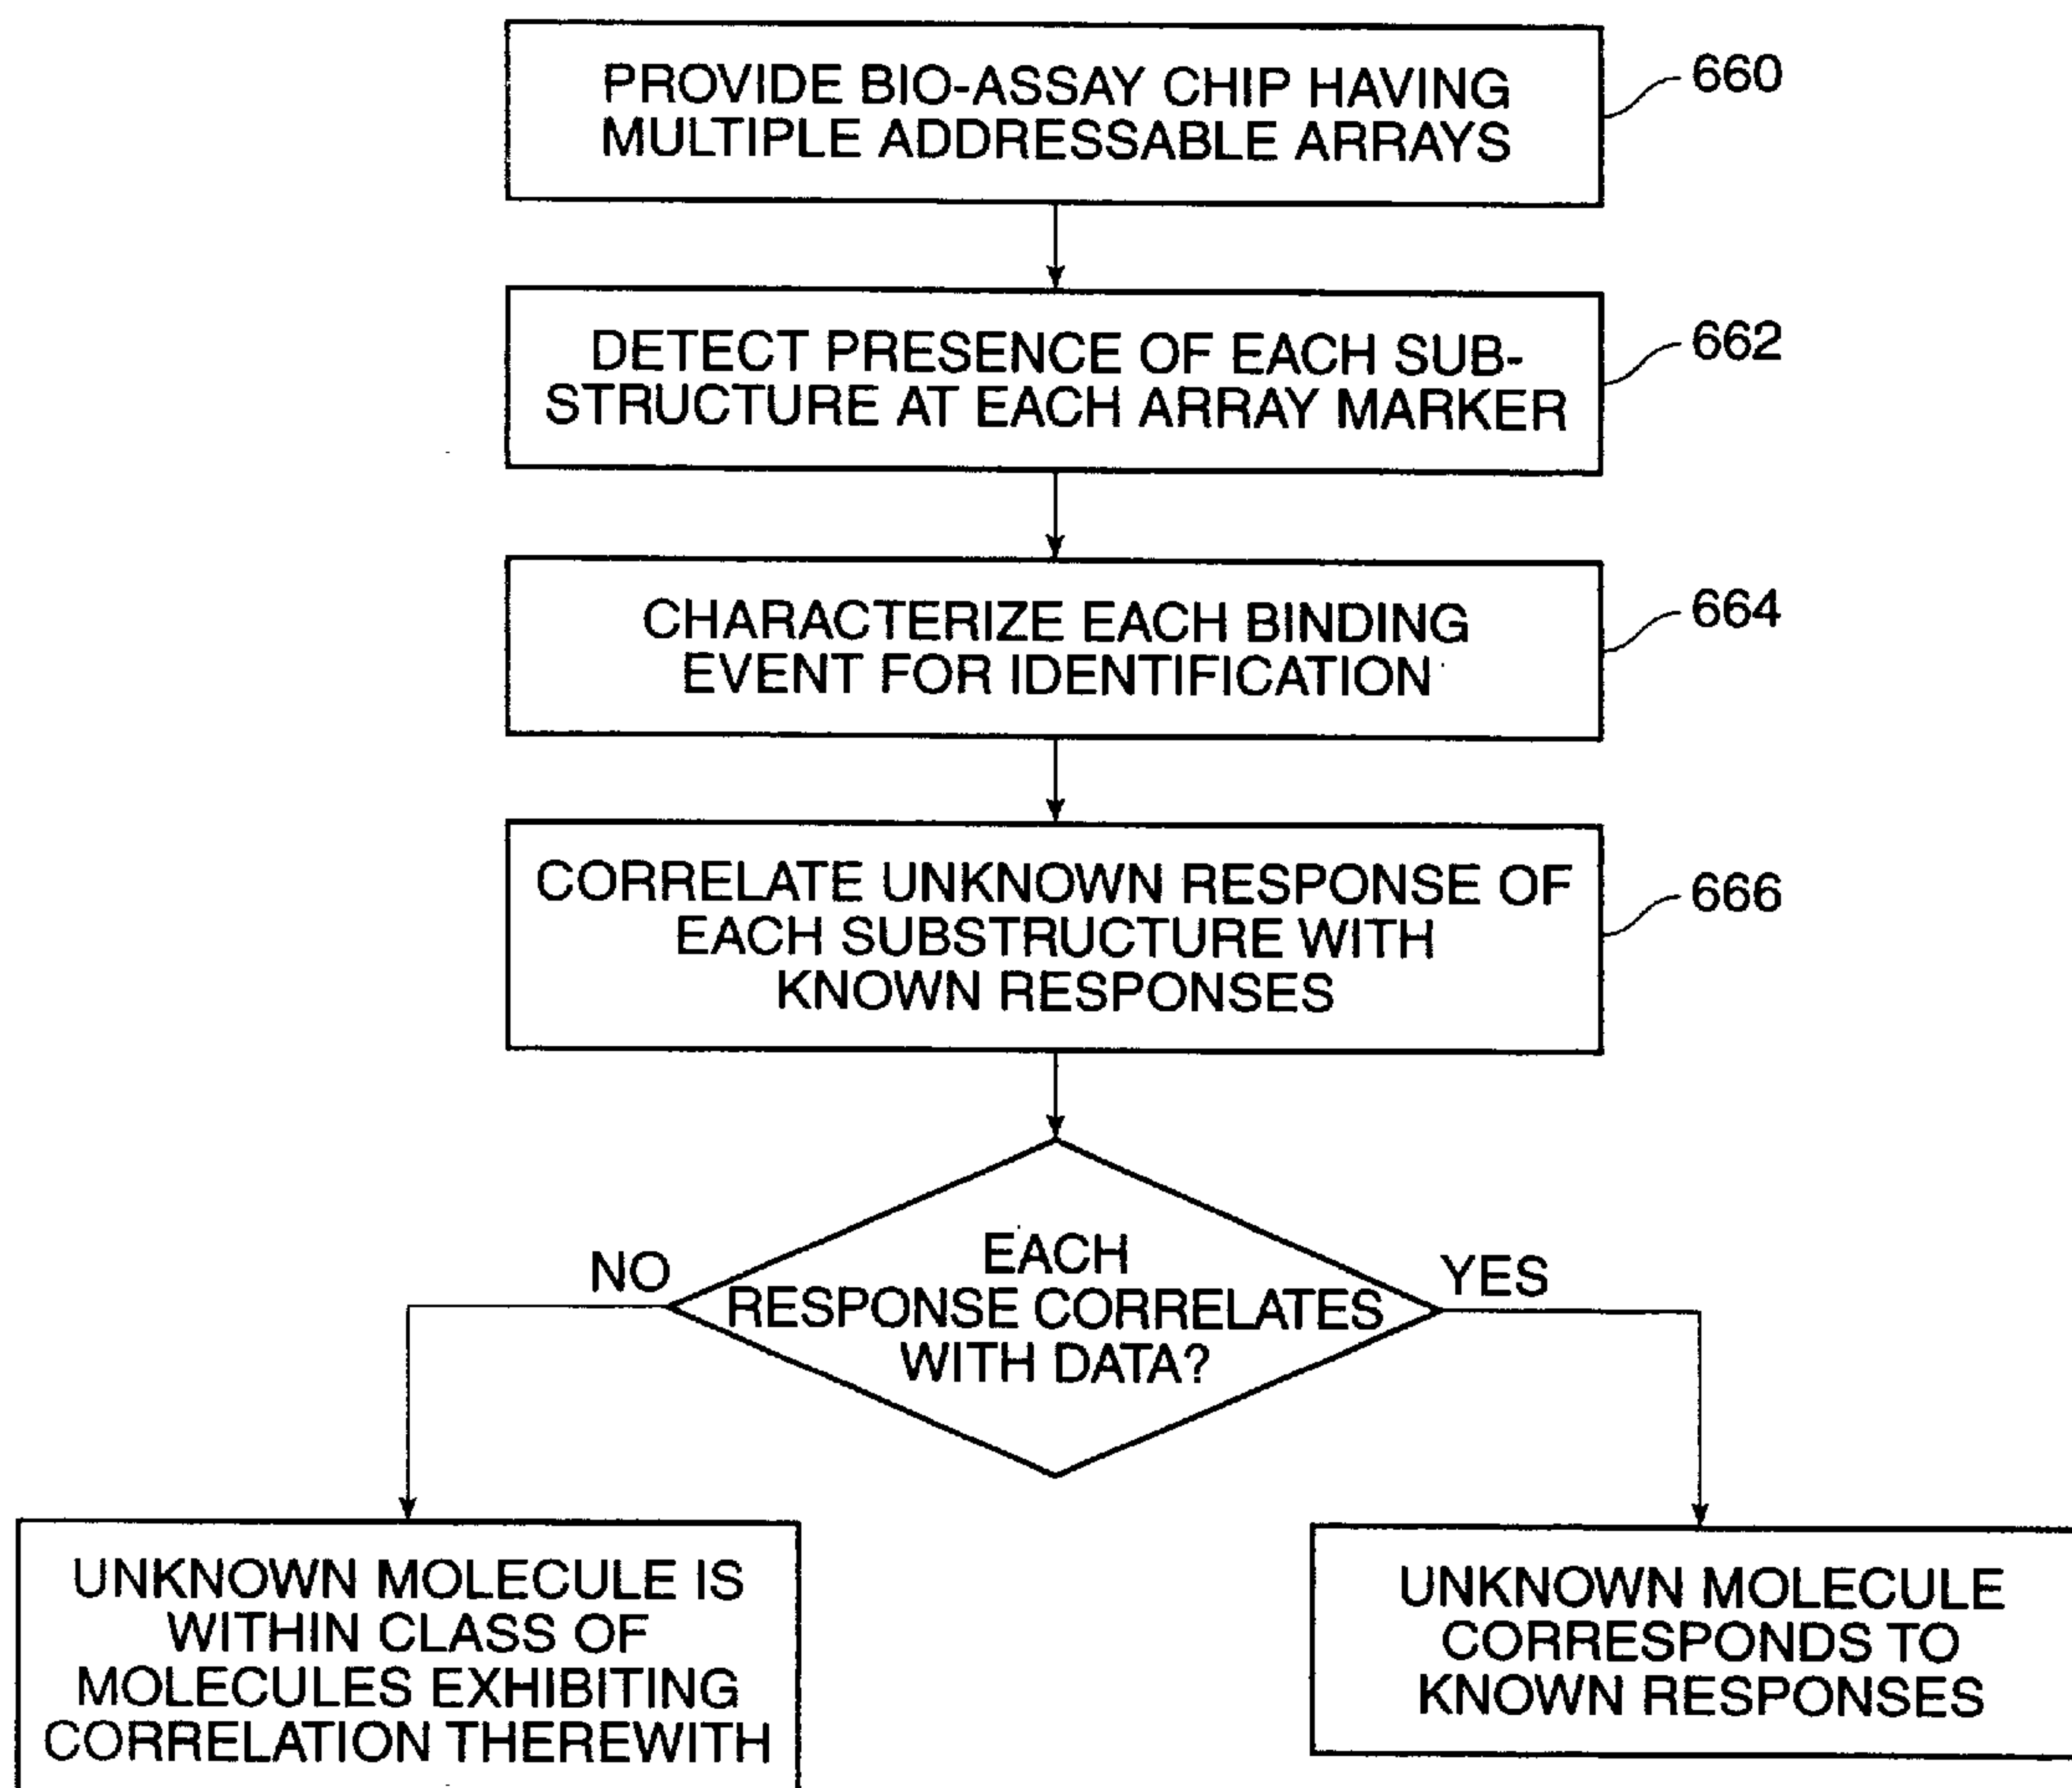 PROVIDE BIO-ASSAY CHIP HAVING
MULTIPLE ADDRESSABLE ARRAYS
660
DETECT PRESENCE OF EACH SUB-
STRUCTURE AT EACH ARRAY MARKER
662
CHARACTERIZE EACH BINDING
EVENT FOR IDENTIFICATION
664
CORRELATE UNKNOWN RESPONSE OF
EACH SUBSTRUCTURE WITH
KNOWN RESPONSES
666
EACH
RESPONSE CORRELATES
WITH DATA?
NO
YES
UNKNOWN MOLECULE IS
WITHIN CLASS OF
MOLECULES EXHIBITING
CORRELATION THEREWITH
UNKNOWN MOLECULE
CORRESPONDS TO
KNOWN RESPONSES